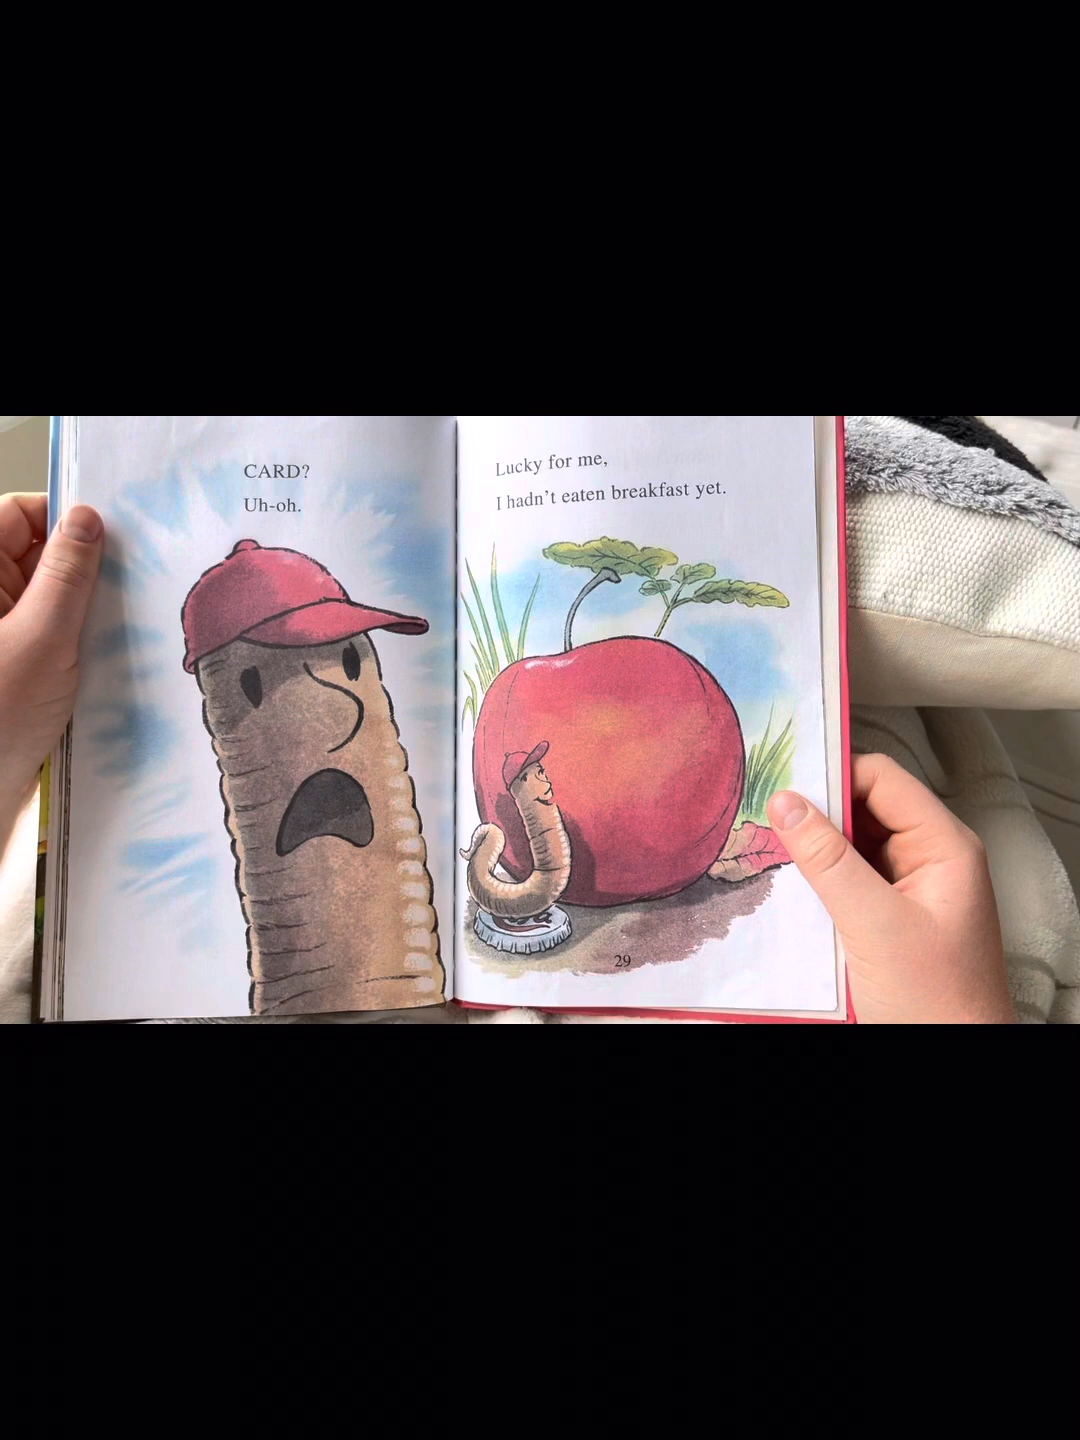 CARD?
Uh-oh.
Lucky for me,
I hadn't eaten breakfast yet.
29